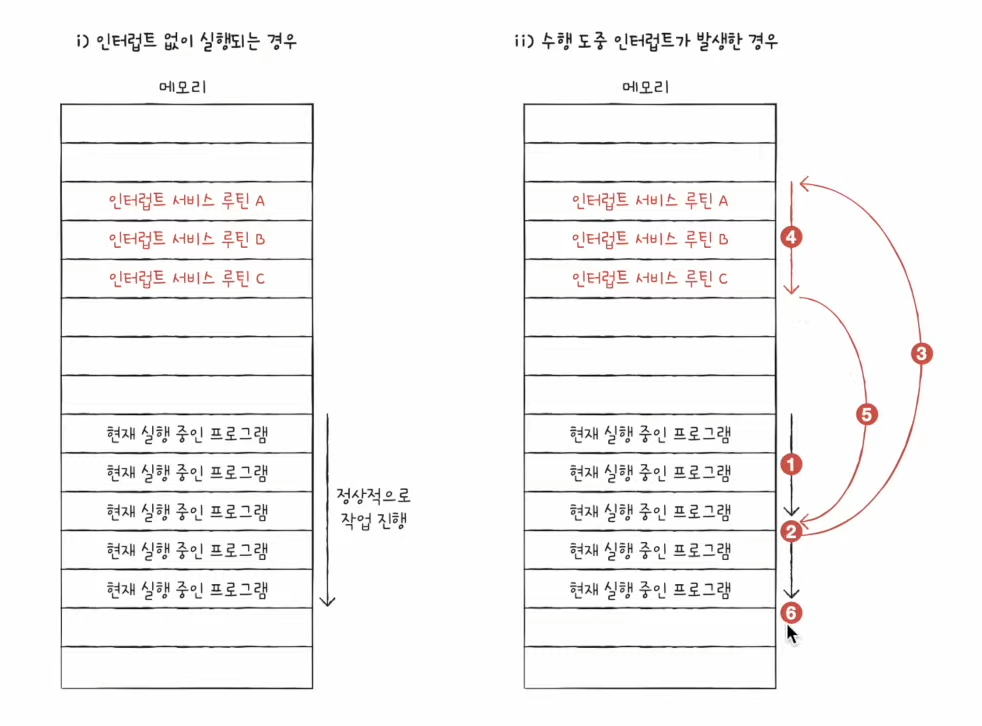 i) 인터럽트 없이 실행되는 경우
메모리
인터럽트 서비스 루틴 A
인터럽트 서비스 루틴 B
인터럽트 서비스 루틴 C
현재 실행 중인 프로그램
현재 실행 중인 프로그램
현재 실행 중인 프로그램
현재 실행 중인 프로그램
현재 실행 중인 프로그램
정상적으로
작업 진행
ii) 수행 도중 인터럽트가 발생한 경우
메모리
인터럽트 서비스 루틴 A
인터럽트 서비스 루틴 B
인터럽트 서비스 루틴 C
현재 실행 중인 프로그램
현재 실행 중인 프로그램
현재 실행 중인 프로그램
현재 실행 중인 프로그램
현재 실행 중인 프로그램
4
3
5
1
2
6